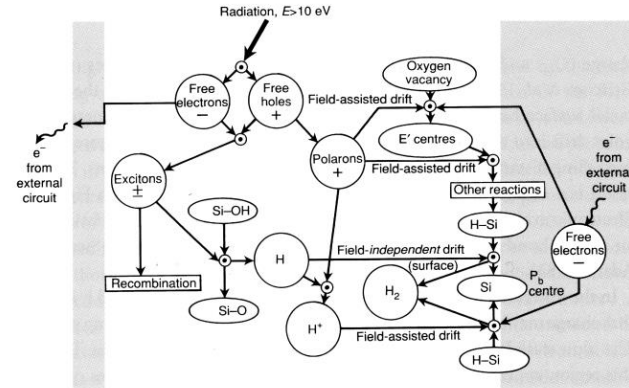 Radiation, E>10 eV
Free
electrons
−
Free
holes
+
Oxygen
vacancy
Field-assisted drift
E′ centres
e⁻
from
external
circuit
Polarons
+
Field-assisted drift
e⁻
from
external
circuit
Excitons
±
Other reactions
Si–OH
H–Si
Free
electrons
−
H
Field-independent drift
(surface)
Recombination
H₂
Si
P_b
centre
Si–O
H⁺
Field-assisted drift
H–Si